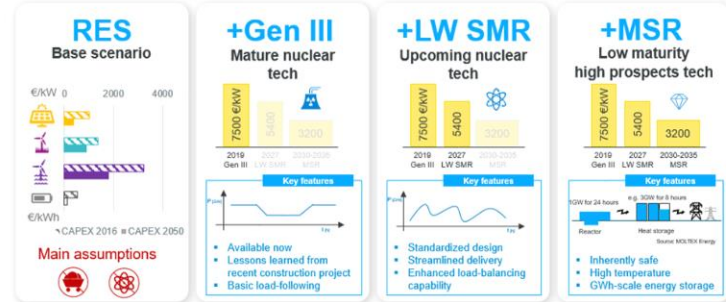 RES
Base scenario
€/kW 0 2000 4000
€/kWh
CAPEX 2016 CAPEX 2050
Main assumptions
+Gen III
Mature nuclear
tech
7500 €/kW
5400
3200
2019 2027 2030-2035
Gen III LW SMR MSR
Key features
Available now
Lessons learned from
recent construction project
Basic load-following
+LW SMR
Upcoming nuclear
tech
7500 €/kW
5400
3200
2019 2027 2030-2035
Gen III LW SMR MSR
Key features
Standardized design
Streamlined delivery
Enhanced load-balancing
capability
+MSR
Low maturity
high prospects tech
7500 €/kW
5400
3200
2019 2027 2030-2035
Gen III LW SMR MSR
Key features
1GW for 24 hours
e.g. 3GW for 8 hours
Reactor
Heat storage
Source: MOLTEX Energy
Inherently safe
High temperature
GWh-scale energy storage